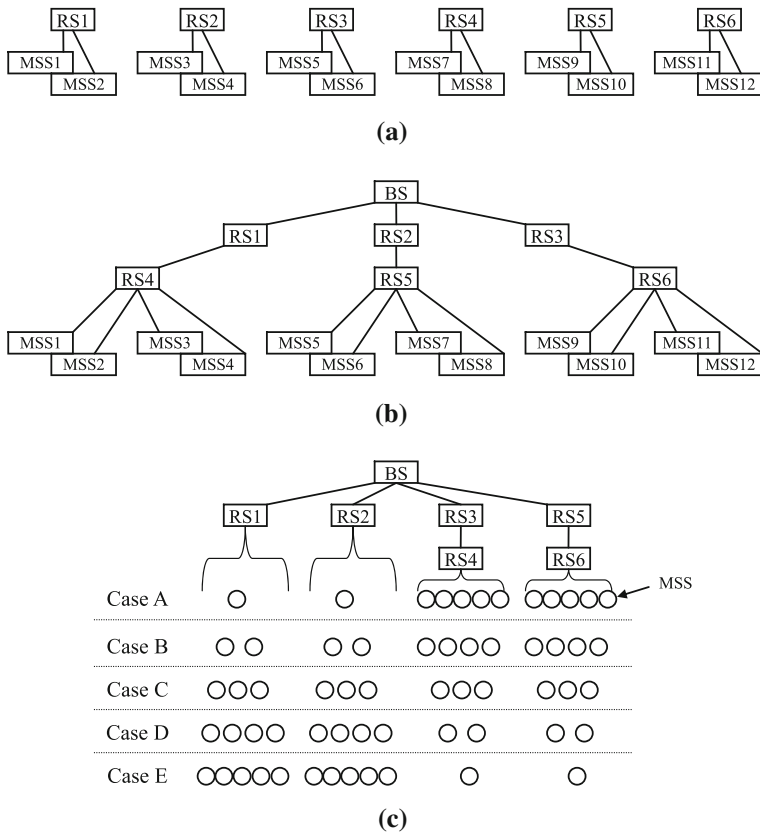 RS1 RS2 RS3 RS4 RS5 RS6
MSS1 MSS3 MSS5 MSS7 MSS9 MSS11
MSS2 MSS4 MSS6 MSS8 MSS10 MSS12
(a)
BS
RS1 RS2 RS3
RS4 RS5 RS6
MSS1 MSS3 MSS5 MSS7 MSS9 MSS11
MSS2 MSS4 MSS6 MSS8 MSS10 MSS12
(b)
BS
RS1 RS2 RS3 RS5
RS4 RS6
MSS
Case A
Case B
Case C
Case D
Case E
(c)